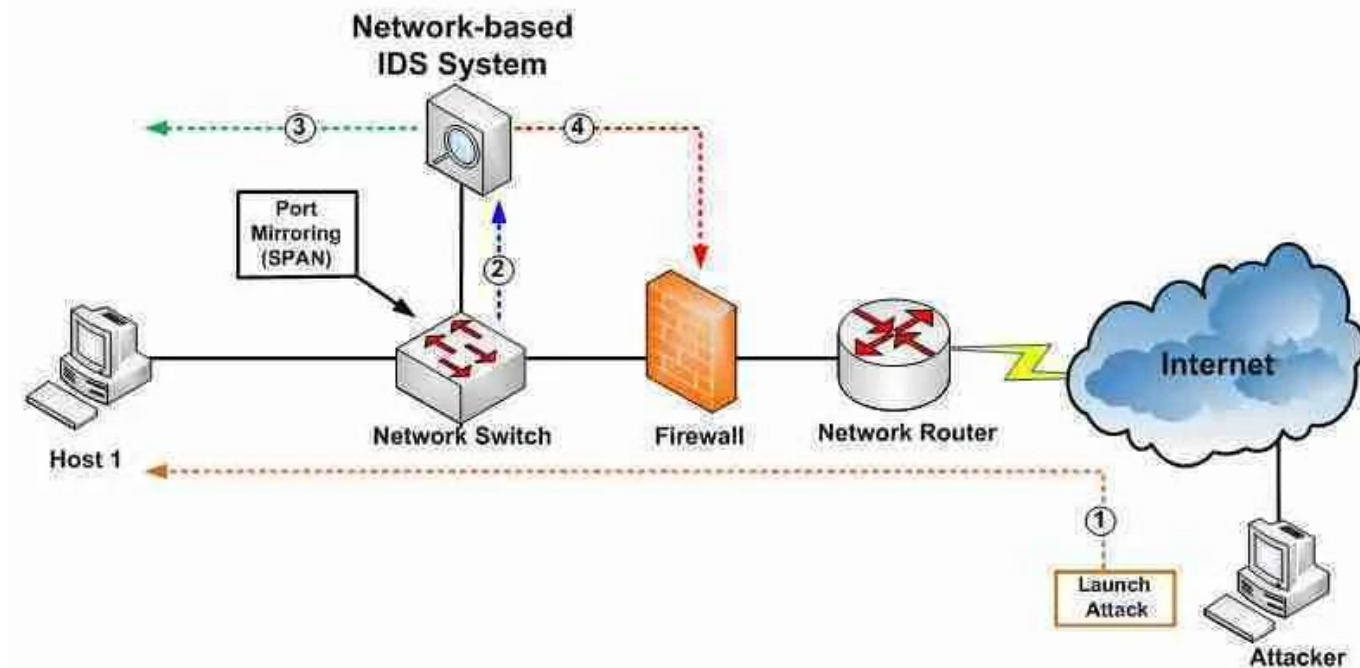 Network-based
IDS System
3
4
Port
Mirroring
(SPAN)
2
Internet
Network Switch
Firewall
Network Router
Host 1
1
Launch
Attack
Attacker